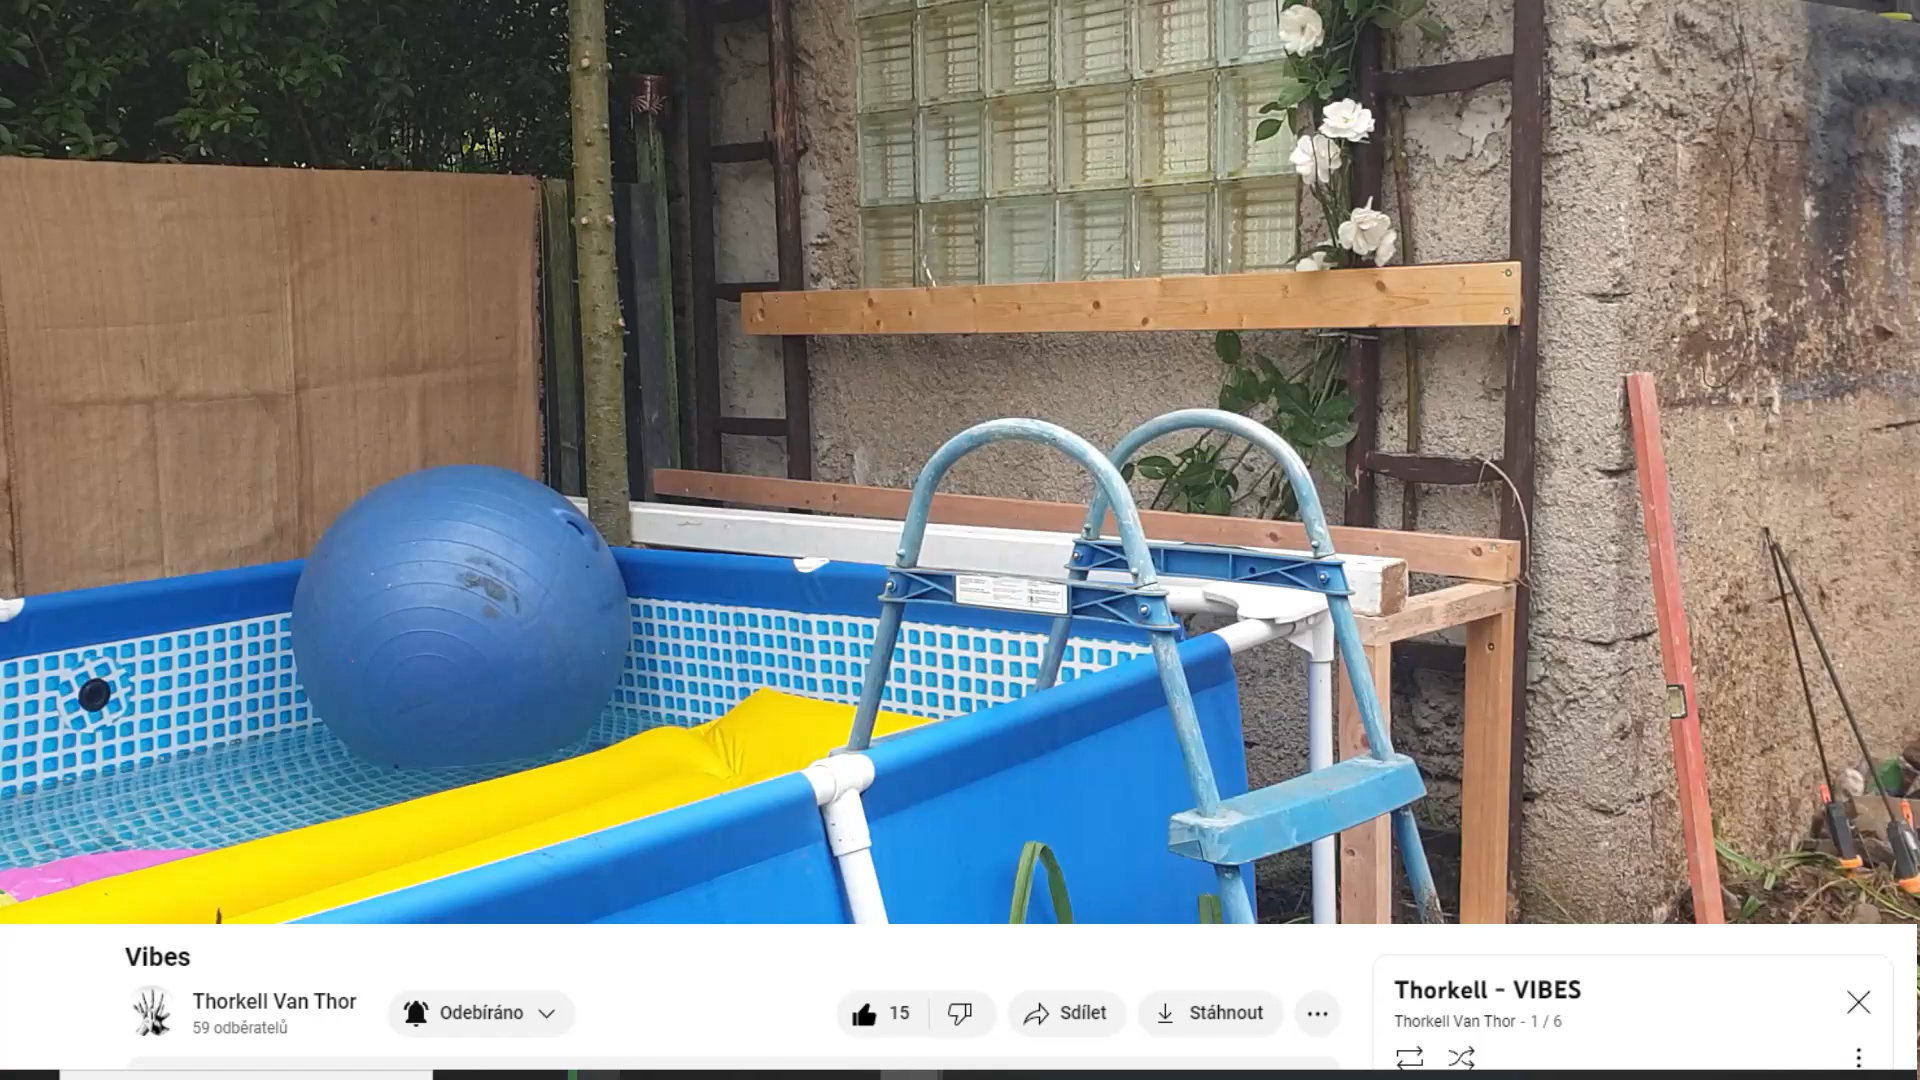 Vibes
Thorkell Van Thor
59 odběratelů
Odebíráno
15
Sdílet
Stáhnout
Thorkell - VIBES
Thorkell Van Thor - 1 / 6